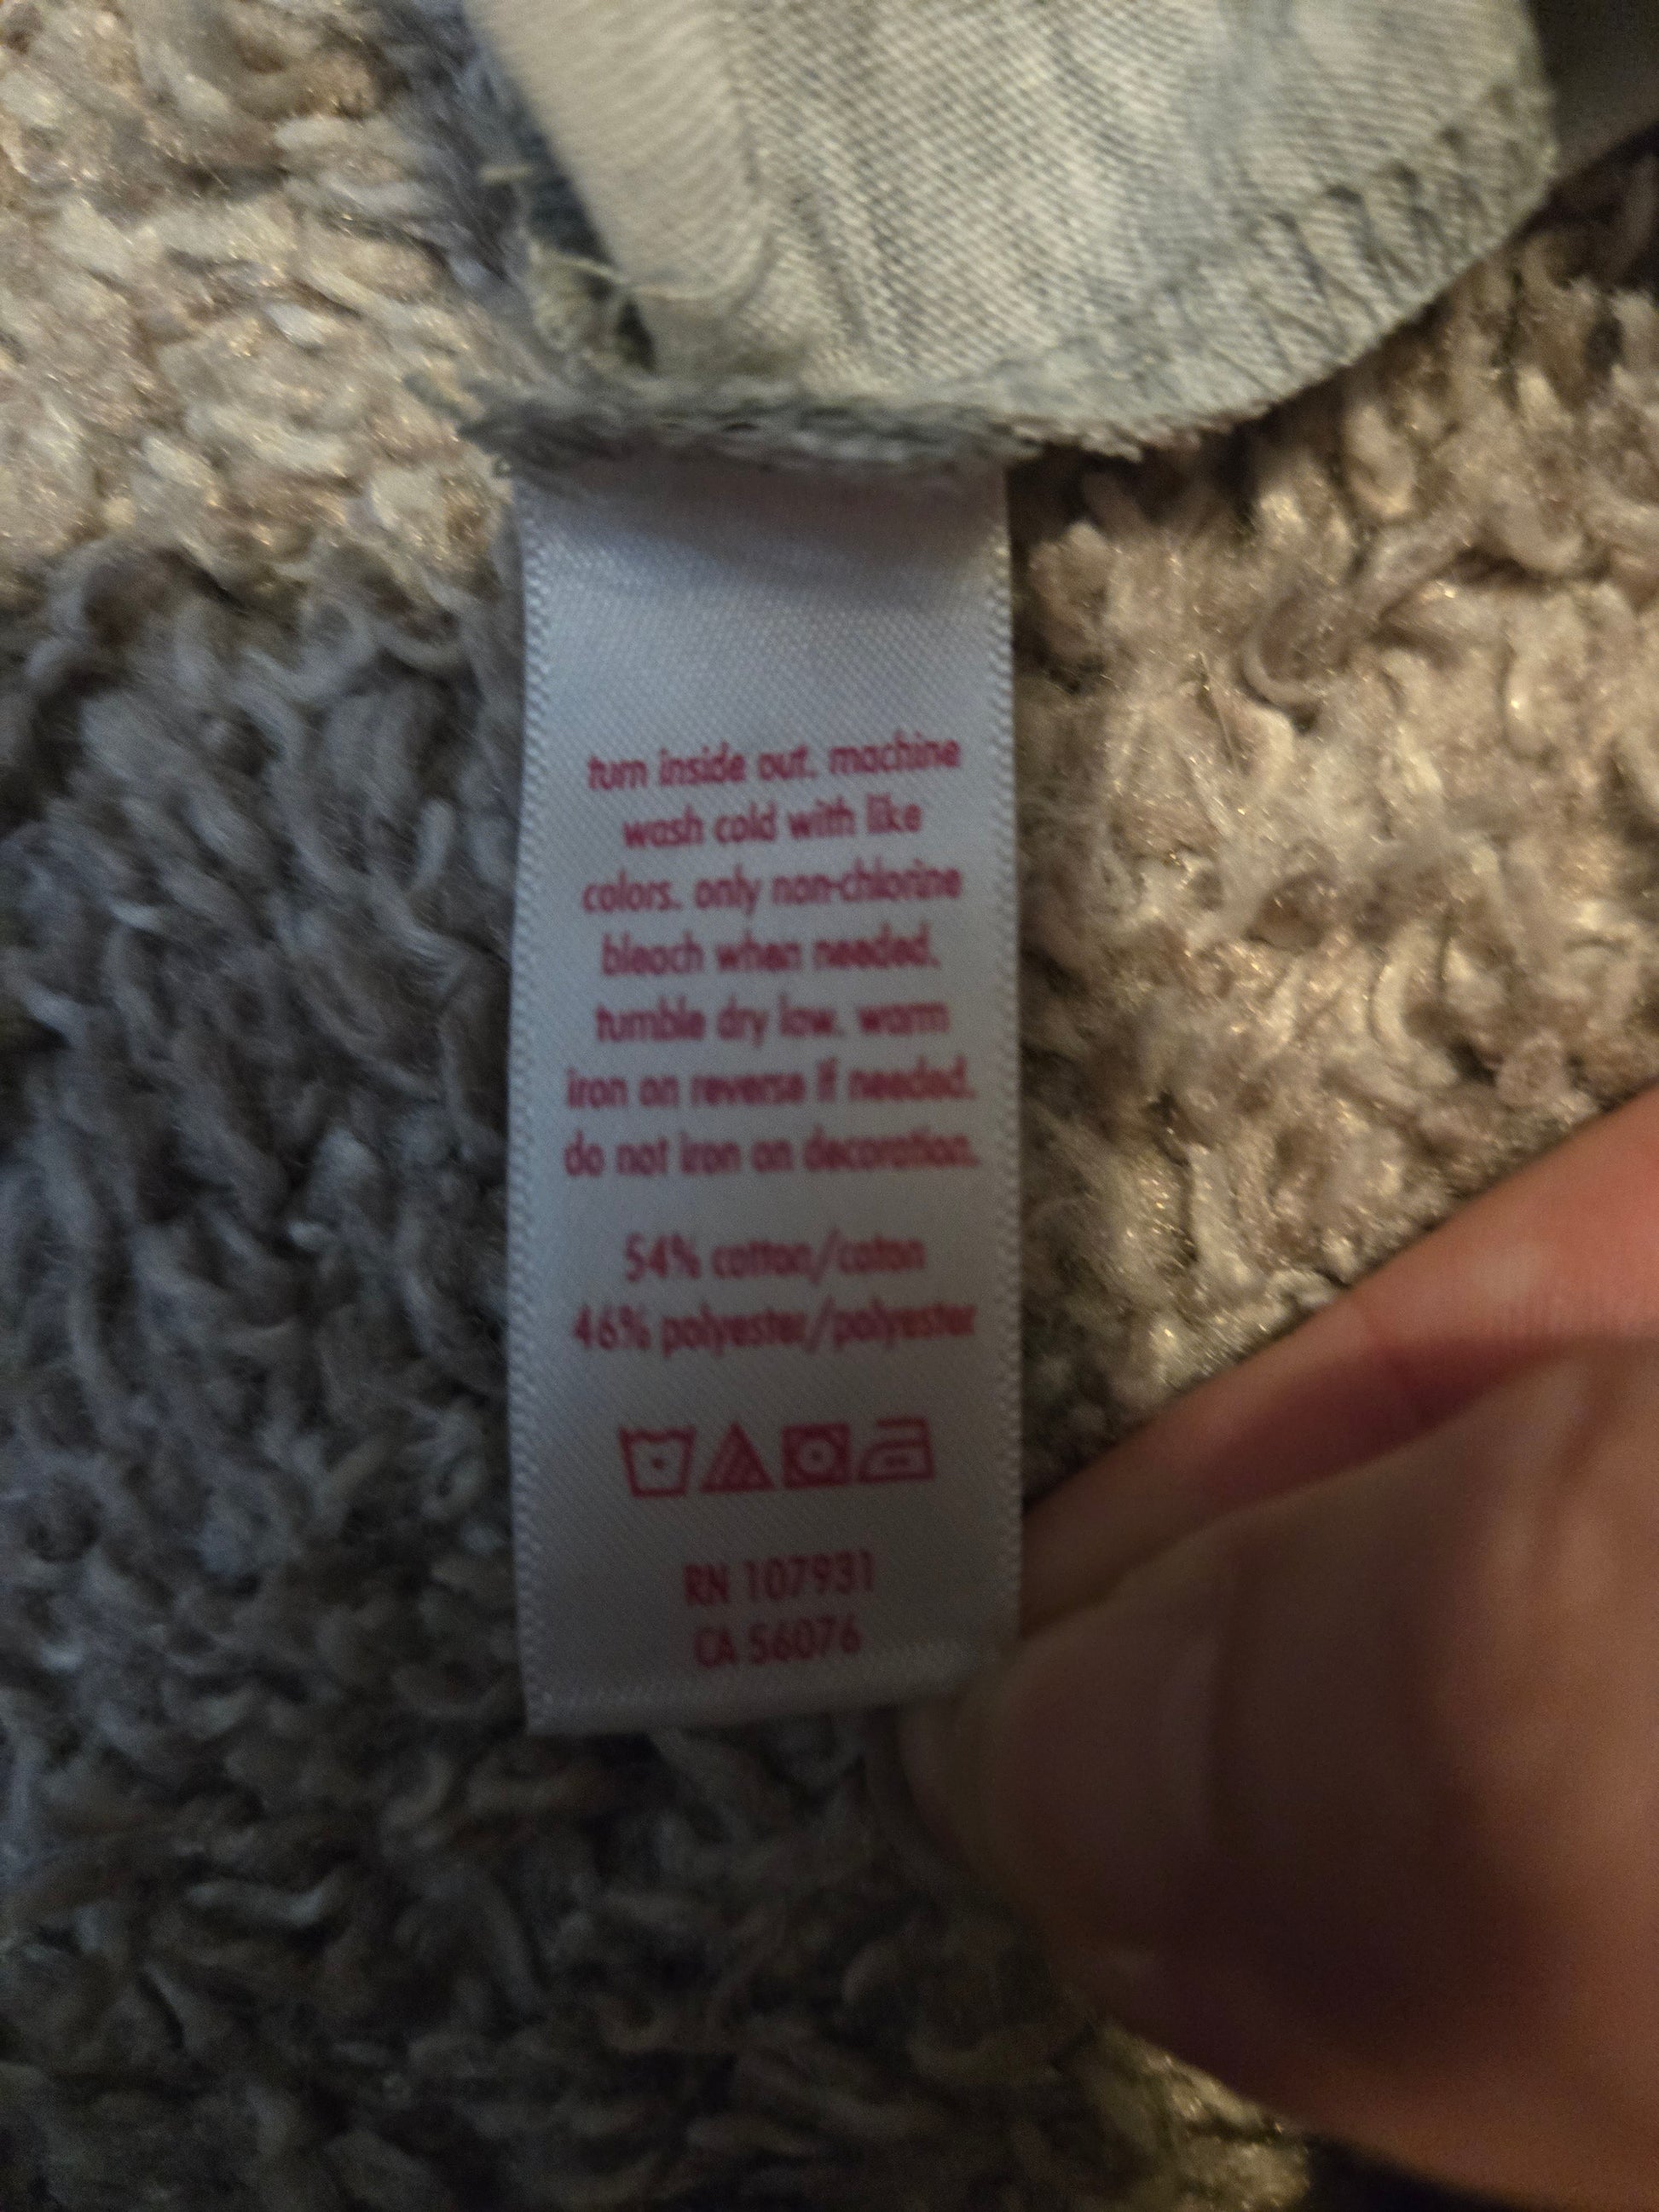 turn inside out. machine
wash cold with like
colors. only non-chlorine
bleach when needed.
tumble dry low. warm
iron on reverse if needed.
do not iron on decoration.
54% cotton/coton
46% polyester/polyester
RN 107931
CA 56076